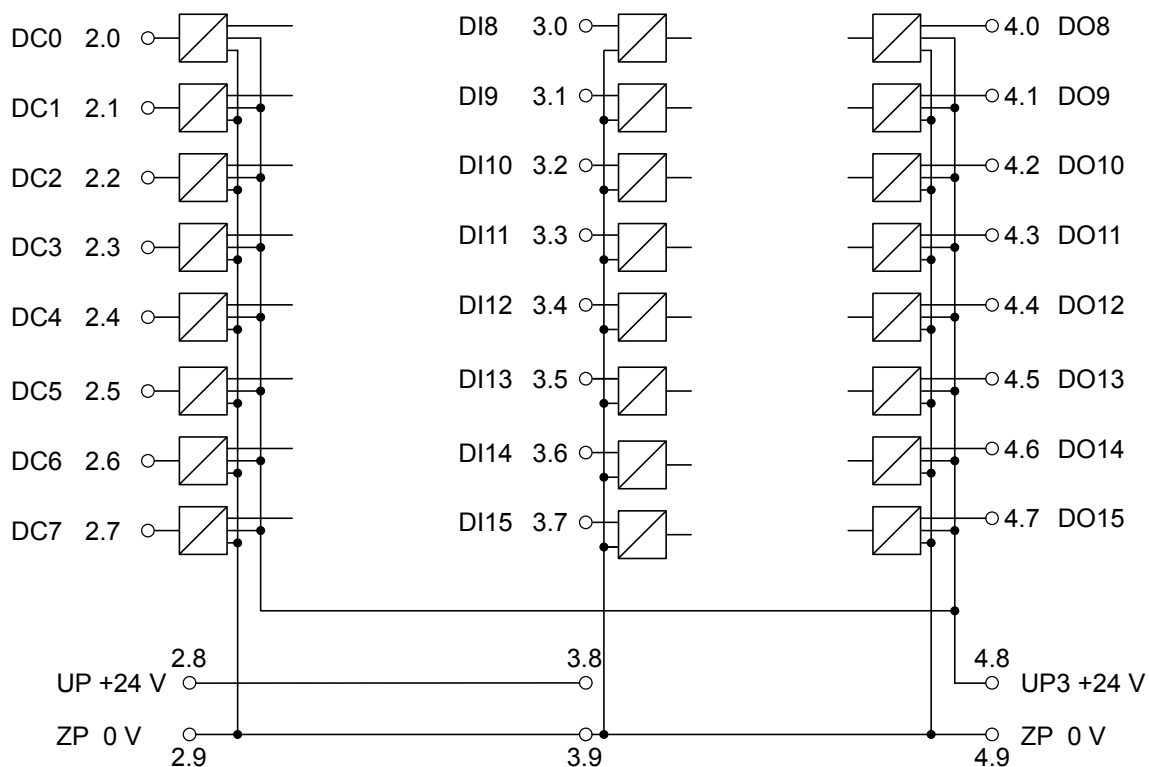 DC0 2.0 DI8 3.0 4.0 DO8
DC1 2.1 DI9 3.1 4.1 DO9
DC2 2.2 DI10 3.2 4.2 DO10
DC3 2.3 DI11 3.3 4.3 DO11
DC4 2.4 DI12 3.4 4.4 DO12
DC5 2.5 DI13 3.5 4.5 DO13
DC6 2.6 DI14 3.6 4.6 DO14
DC7 2.7 DI15 3.7 4.7 DO15
2.8 3.8 4.8
UP +24 V UP3 +24 V
ZP 0 V ZP 0 V
2.9 3.9 4.9